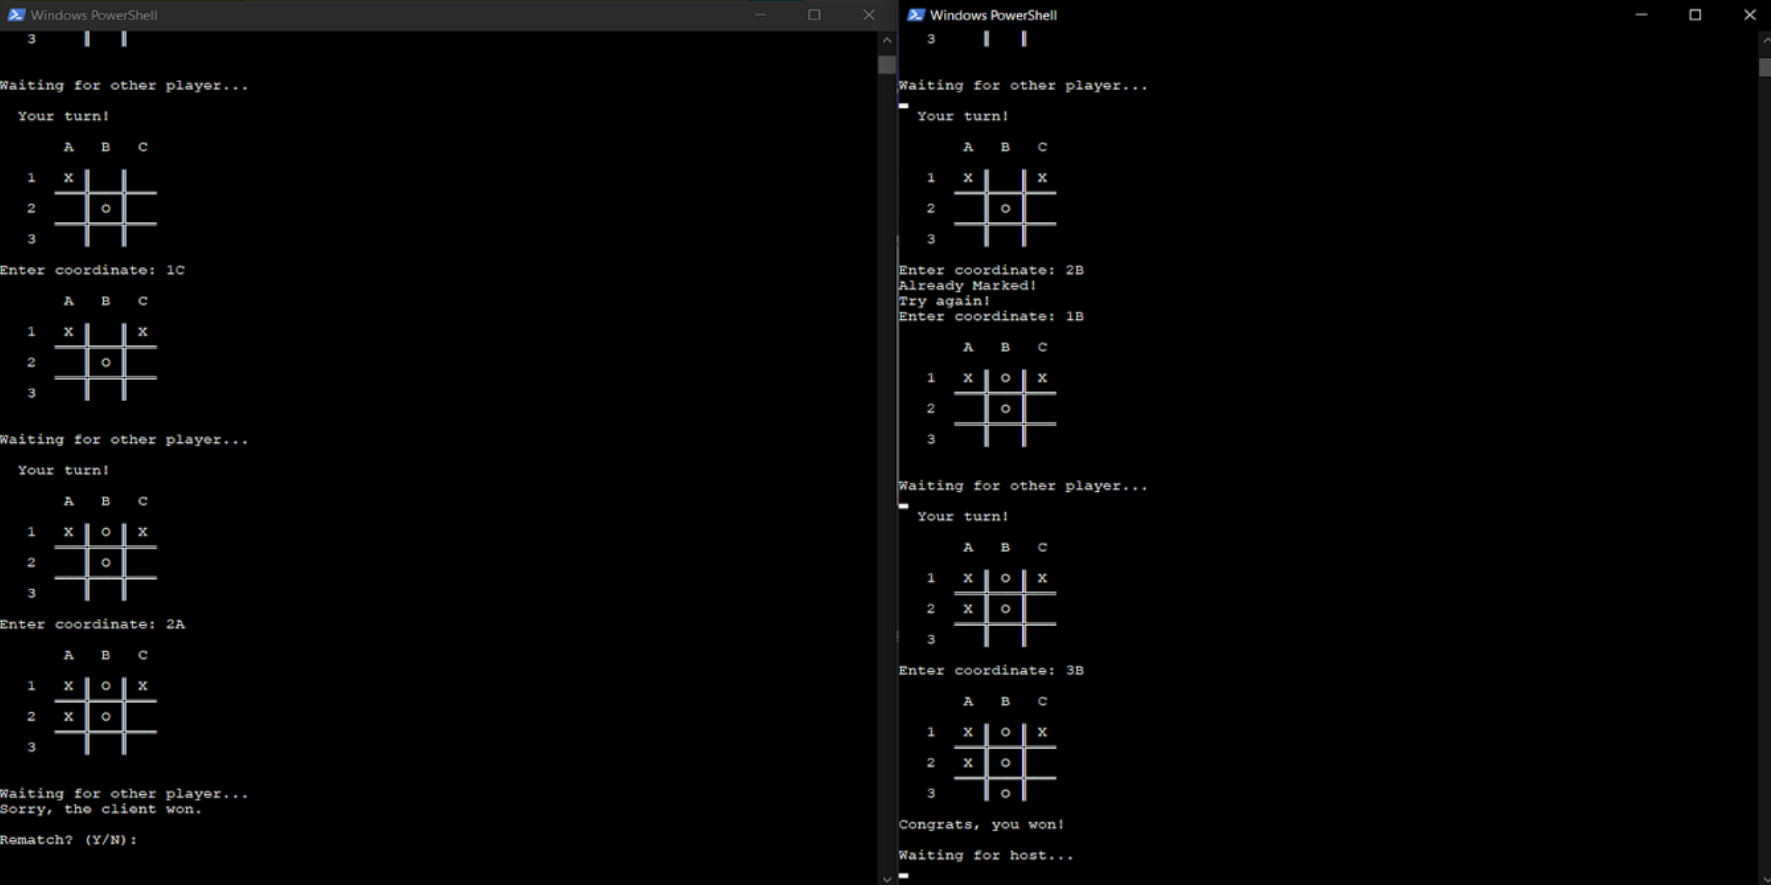 Windows PowerShell
3
Waiting for other player...
Your turn!
A B C
1 X
2 O
3
Enter coordinate: 1C
A B C
1 X X
2 O
3
Waiting for other player...
Your turn!
A B C
1 X O X
2 O
3
Enter coordinate: 2A
A B C
1 X O X
2 X O
3
Waiting for other player...
Sorry, the client won.
Rematch? (Y/N):
Windows PowerShell
3
Waiting for other player...
Your turn!
A B C
1 X X
2 O
3
Enter coordinate: 2B
Already Marked!
Try again!
Enter coordinate: 1B
A B C
1 X O X
2 O
3
Waiting for other player...
Your turn!
A B C
1 X O X
2 X O
3
Enter coordinate: 3B
A B C
1 X O X
2 X O
3 O
Congrats, you won!
Waiting for host...